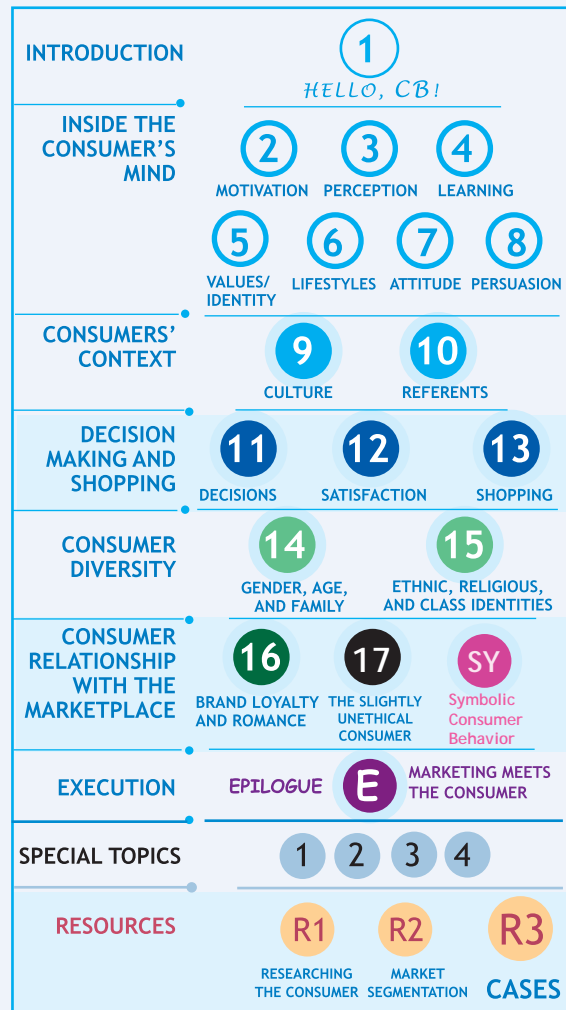 INTRODUCTION
1
HELLO, CB!
INSIDE THE
CONSUMER'S
MIND
2 3 4
MOTIVATION PERCEPTION LEARNING
5 6 7 8
VALUES/
IDENTITY
LIFESTYLES ATTITUDE PERSUASION
CONSUMERS'
CONTEXT
9 10
CULTURE REFERENTS
DECISION
MAKING AND
SHOPPING
11 12 13
DECISIONS SATISFACTION SHOPPING
CONSUMER
DIVERSITY
14 15
GENDER, AGE,
AND FAMILY
ETHNIC, RELIGIOUS,
AND CLASS IDENTITIES
CONSUMER
RELATIONSHIP
WITH THE
MARKETPLACE
16 17 SY
BRAND LOYALTY
AND ROMANCE
THE SLIGHTLY
UNETHICAL
CONSUMER
Symbolic
Consumer
Behavior
EXECUTION
EPILOGUE E
MARKETING MEETS
THE CONSUMER
SPECIAL TOPICS
1 2 3 4
RESOURCES
R1 R2 R3
RESEARCHING
THE CONSUMER
MARKET
SEGMENTATION
CASES